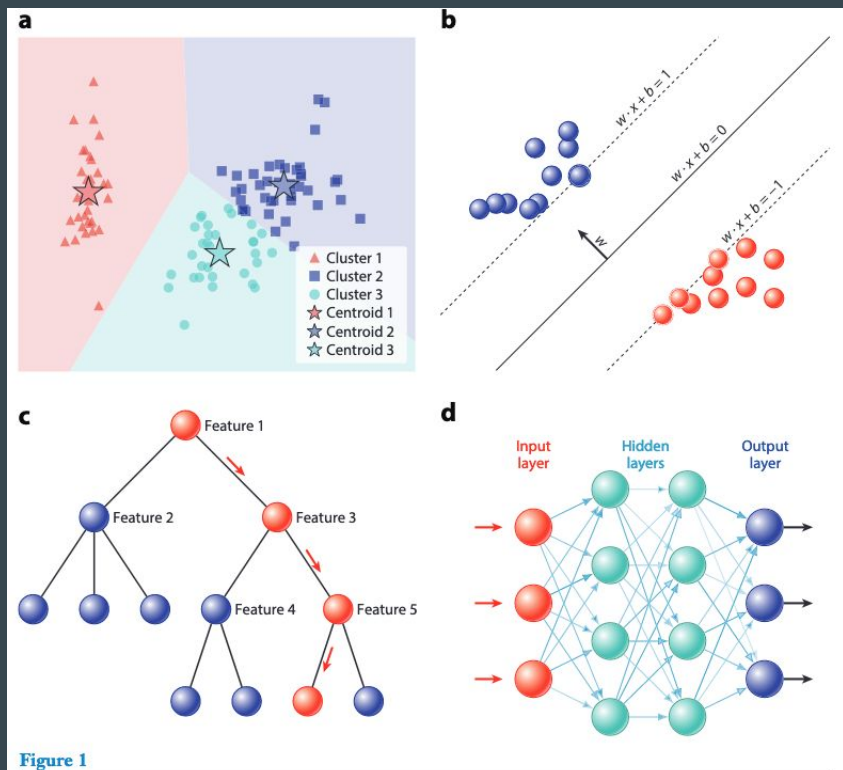 a
Cluster 1
Cluster 2
Cluster 3
Centroid 1
Centroid 2
Centroid 3
b
w · x + b = 1
w · x + b = 0
w · x + b = −1
w
c
Feature 1
Feature 2
Feature 3
Feature 4
Feature 5
d
Input
layer
Hidden
layers
Output
layer
Figure 1